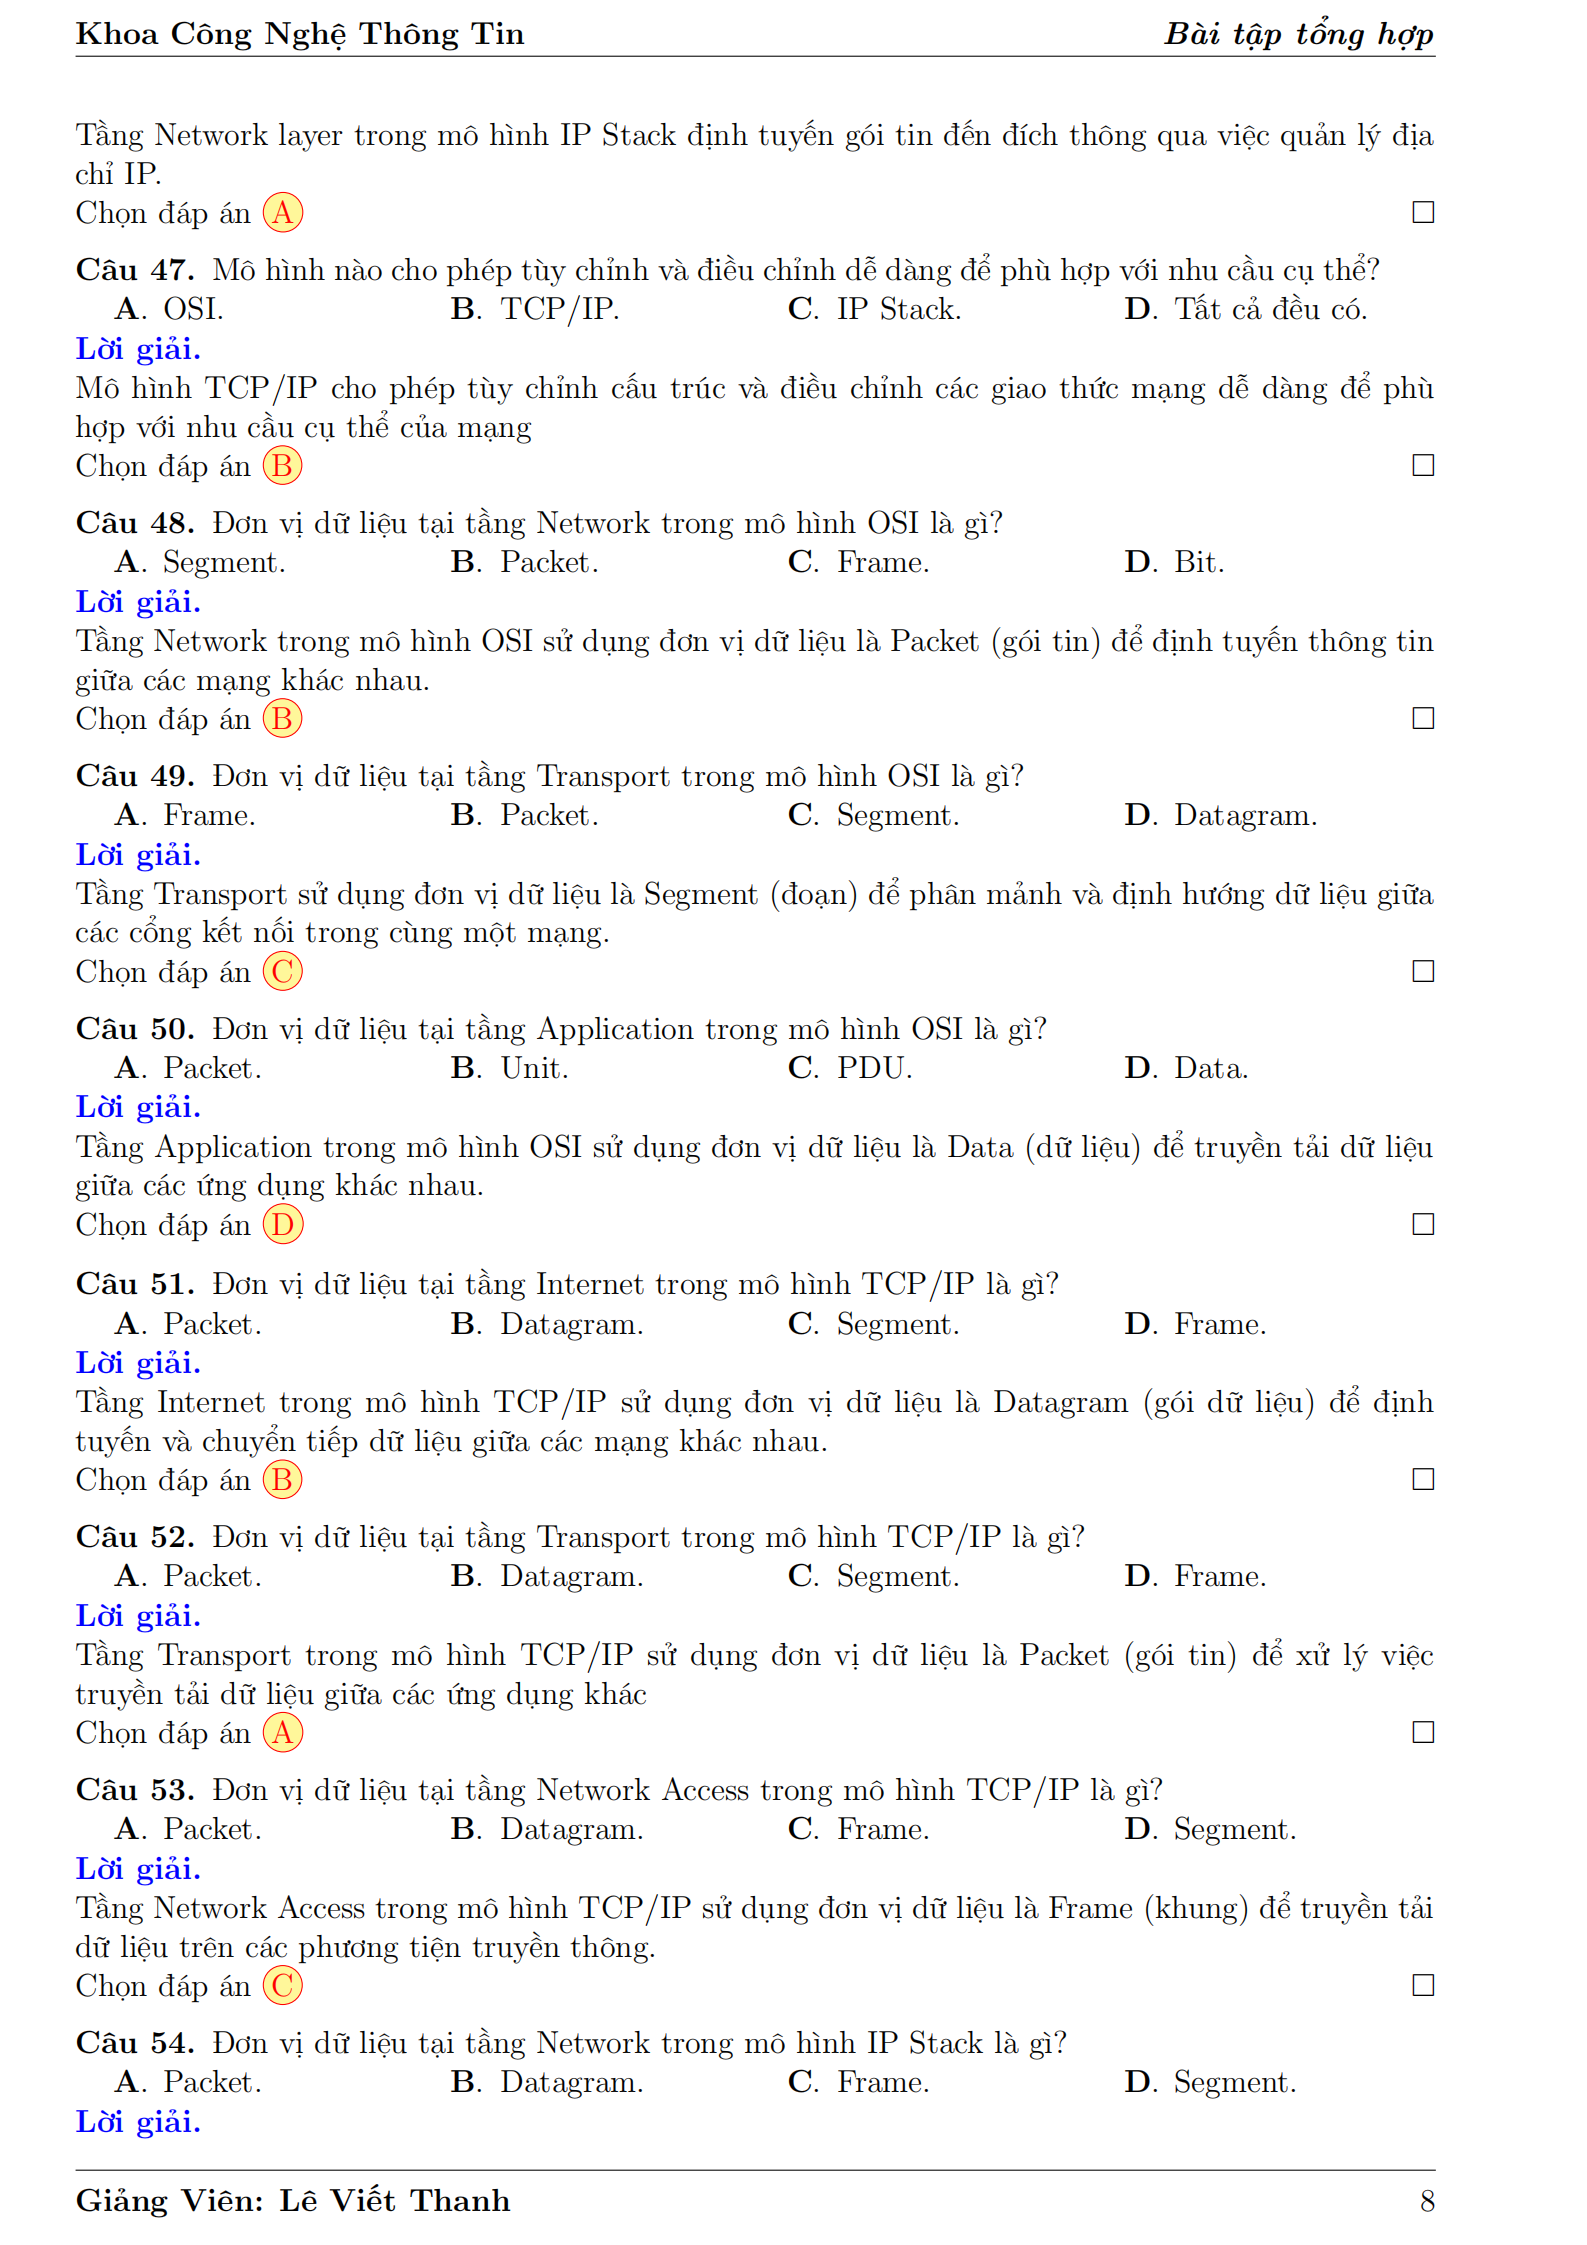 Khoa Công Nghệ Thông Tin Bài tập tổng hợp
Tầng Network layer trong mô hình IP Stack định tuyến gói tin đến đích thông qua việc quản lý địa
chỉ IP.
Chọn đáp án A □
Câu 47. Mô hình nào cho phép tùy chỉnh và điều chỉnh dễ dàng để phù hợp với nhu cầu cụ thể?
A. OSI. B. TCP/IP. C. IP Stack. D. Tất cả đều có.
Lời giải.
Mô hình TCP/IP cho phép tùy chỉnh cấu trúc và điều chỉnh các giao thức mạng dễ dàng để phù
hợp với nhu cầu cụ thể của mạng
Chọn đáp án B □
Câu 48. Đơn vị dữ liệu tại tầng Network trong mô hình OSI là gì?
A. Segment. B. Packet. C. Frame. D. Bit.
Lời giải.
Tầng Network trong mô hình OSI sử dụng đơn vị dữ liệu là Packet (gói tin) để định tuyến thông tin
giữa các mạng khác nhau.
Chọn đáp án B □
Câu 49. Đơn vị dữ liệu tại tầng Transport trong mô hình OSI là gì?
A. Frame. B. Packet. C. Segment. D. Datagram.
Lời giải.
Tầng Transport sử dụng đơn vị dữ liệu là Segment (đoạn) để phân mảnh và định hướng dữ liệu giữa
các cổng kết nối trong cùng một mạng.
Chọn đáp án C □
Câu 50. Đơn vị dữ liệu tại tầng Application trong mô hình OSI là gì?
A. Packet. B. Unit. C. PDU. D. Data.
Lời giải.
Tầng Application trong mô hình OSI sử dụng đơn vị dữ liệu là Data (dữ liệu) để truyền tải dữ liệu
giữa các ứng dụng khác nhau.
Chọn đáp án D □
Câu 51. Đơn vị dữ liệu tại tầng Internet trong mô hình TCP/IP là gì?
A. Packet. B. Datagram. C. Segment. D. Frame.
Lời giải.
Tầng Internet trong mô hình TCP/IP sử dụng đơn vị dữ liệu là Datagram (gói dữ liệu) để định
tuyến và chuyển tiếp dữ liệu giữa các mạng khác nhau.
Chọn đáp án B □
Câu 52. Đơn vị dữ liệu tại tầng Transport trong mô hình TCP/IP là gì?
A. Packet. B. Datagram. C. Segment. D. Frame.
Lời giải.
Tầng Transport trong mô hình TCP/IP sử dụng đơn vị dữ liệu là Packet (gói tin) để xử lý việc
truyền tải dữ liệu giữa các ứng dụng khác
Chọn đáp án A □
Câu 53. Đơn vị dữ liệu tại tầng Network Access trong mô hình TCP/IP là gì?
A. Packet. B. Datagram. C. Frame. D. Segment.
Lời giải.
Tầng Network Access trong mô hình TCP/IP sử dụng đơn vị dữ liệu là Frame (khung) để truyền tải
dữ liệu trên các phương tiện truyền thông.
Chọn đáp án C □
Câu 54. Đơn vị dữ liệu tại tầng Network trong mô hình IP Stack là gì?
A. Packet. B. Datagram. C. Frame. D. Segment.
Lời giải.
Giảng Viên: Lê Viết Thanh 8